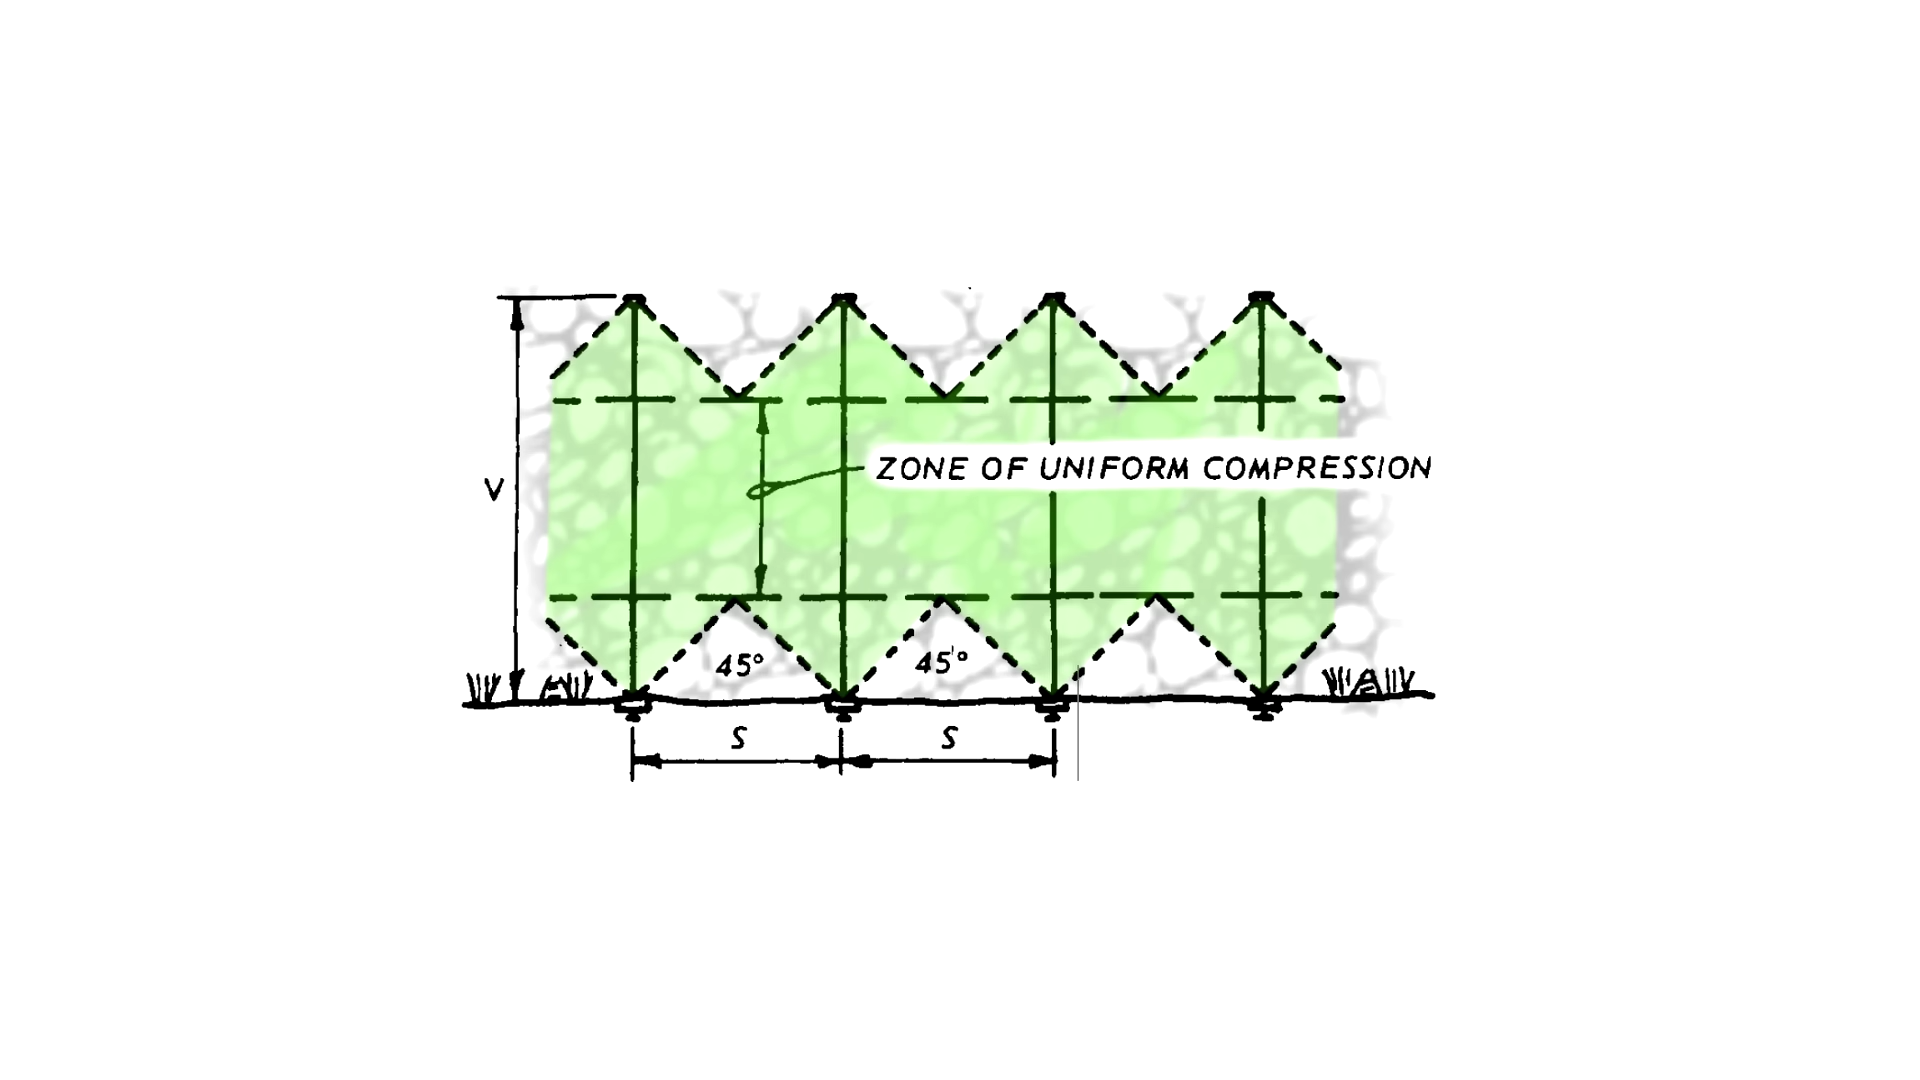 V
ZONE OF UNIFORM COMPRESSION
45° 45°
S S